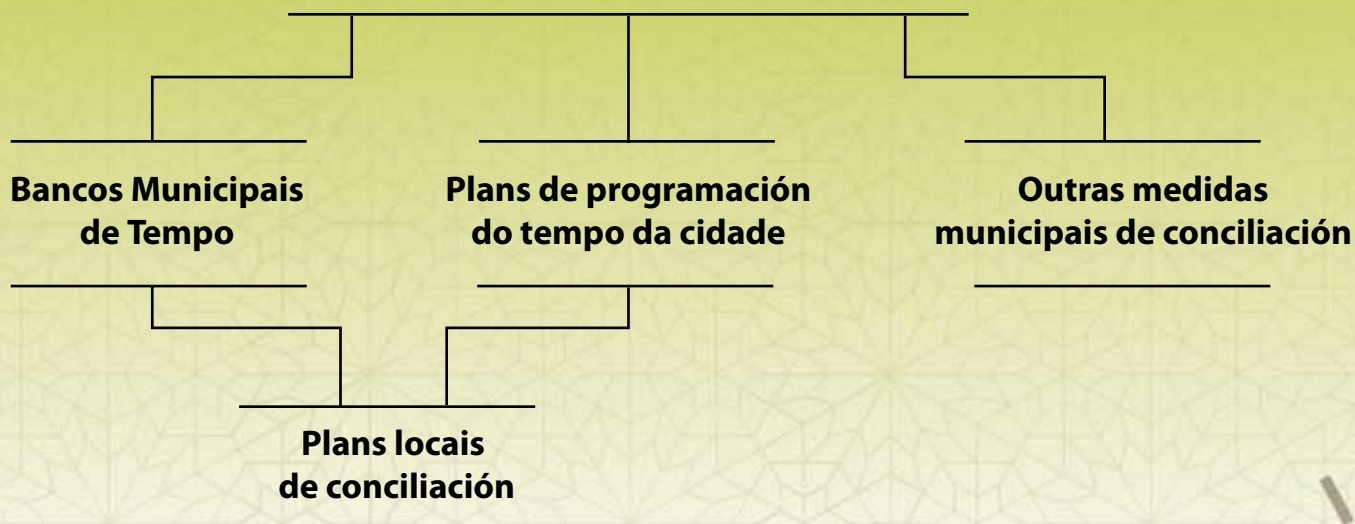 Bancos Municipais
de Tempo
Plans de programación
do tempo da cidade
Outras medidas
municipais de conciliación
Plans locais
de conciliación